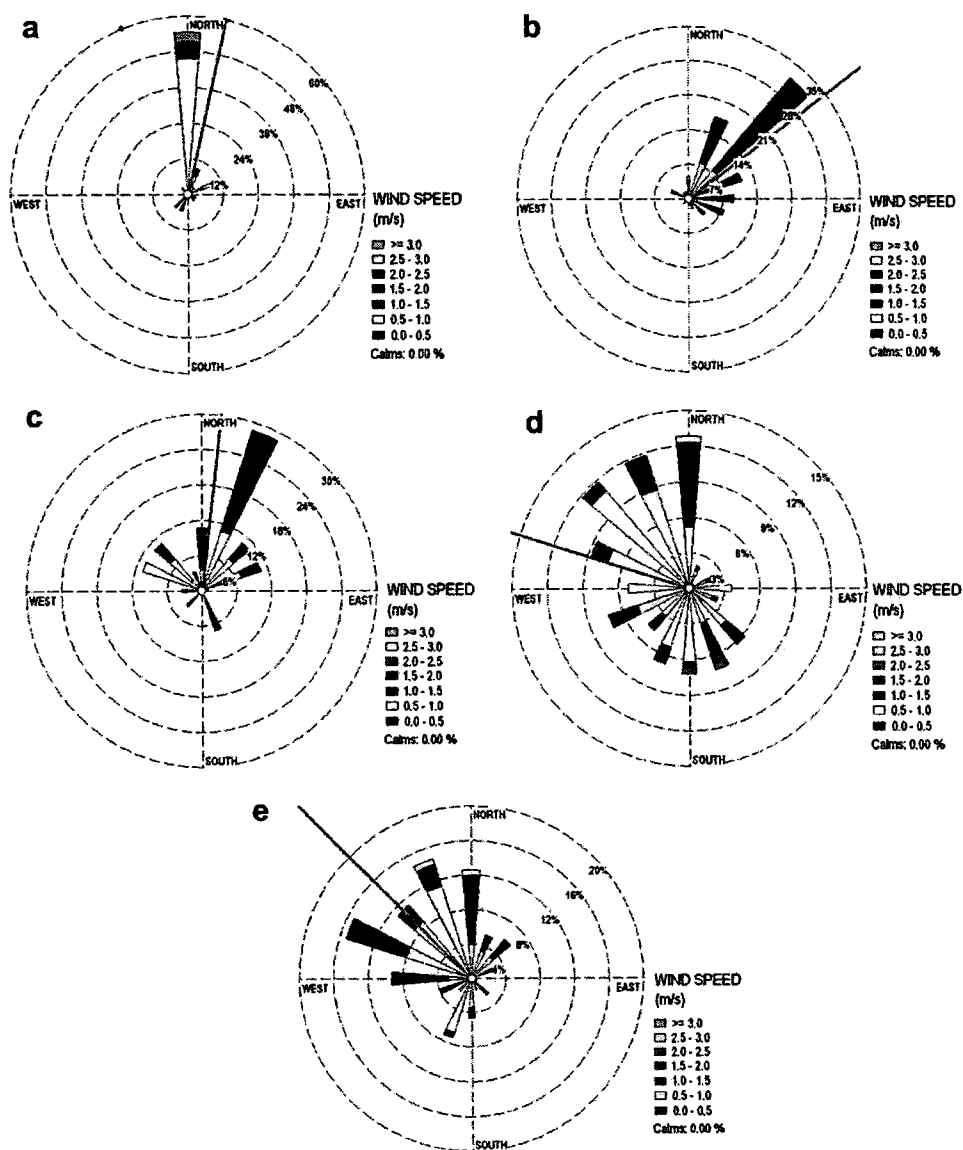 a
NORTH
60%
48%
36%
24%
12%
WEST
EAST
SOUTH
WIND SPEED
(m/s)
>= 3.0
2.5 - 3.0
2.0 - 2.5
1.5 - 2.0
1.0 - 1.5
0.5 - 1.0
0.0 - 0.5
Calms: 0.00 %
b
NORTH
35%
28%
21%
14%
7%
WEST
EAST
SOUTH
WIND SPEED
(m/s)
>= 3.0
2.5 - 3.0
2.0 - 2.5
1.5 - 2.0
1.0 - 1.5
0.5 - 1.0
0.0 - 0.5
Calms: 0.00 %
c
NORTH
30%
24%
18%
12%
6%
WEST
EAST
SOUTH
WIND SPEED
(m/s)
>= 3.0
2.5 - 3.0
2.0 - 2.5
1.5 - 2.0
1.0 - 1.5
0.5 - 1.0
0.0 - 0.5
Calms: 0.00 %
d
NORTH
15%
12%
9%
6%
3%
WEST
EAST
SOUTH
WIND SPEED
(m/s)
>= 3.0
2.5 - 3.0
2.0 - 2.5
1.5 - 2.0
1.0 - 1.5
0.5 - 1.0
0.0 - 0.5
Calms: 0.00 %
e
NORTH
20%
16%
12%
8%
4%
WEST
EAST
SOUTH
WIND SPEED
(m/s)
>= 3.0
2.5 - 3.0
2.0 - 2.5
1.5 - 2.0
1.0 - 1.5
0.5 - 1.0
0.0 - 0.5
Calms: 0.00 %